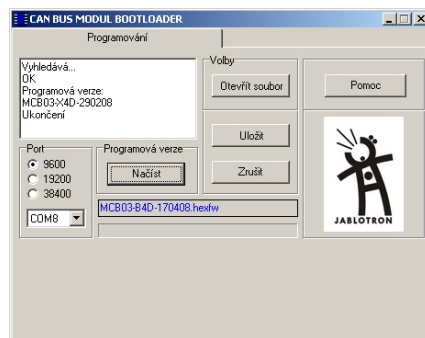 CAN BUS MODUL BOOTLOADER
Programování
Vyhledává...
OK
Programová verze:
MCB03-X4D-290208
Ukončení
Volby
Otevřít soubor
Pomoc
Uložit
Zrušit
Port
9600
19200
38400
COM8
Programová verze
Načíst
MCB03-B4D-170408.hexfw
JABLOTRON